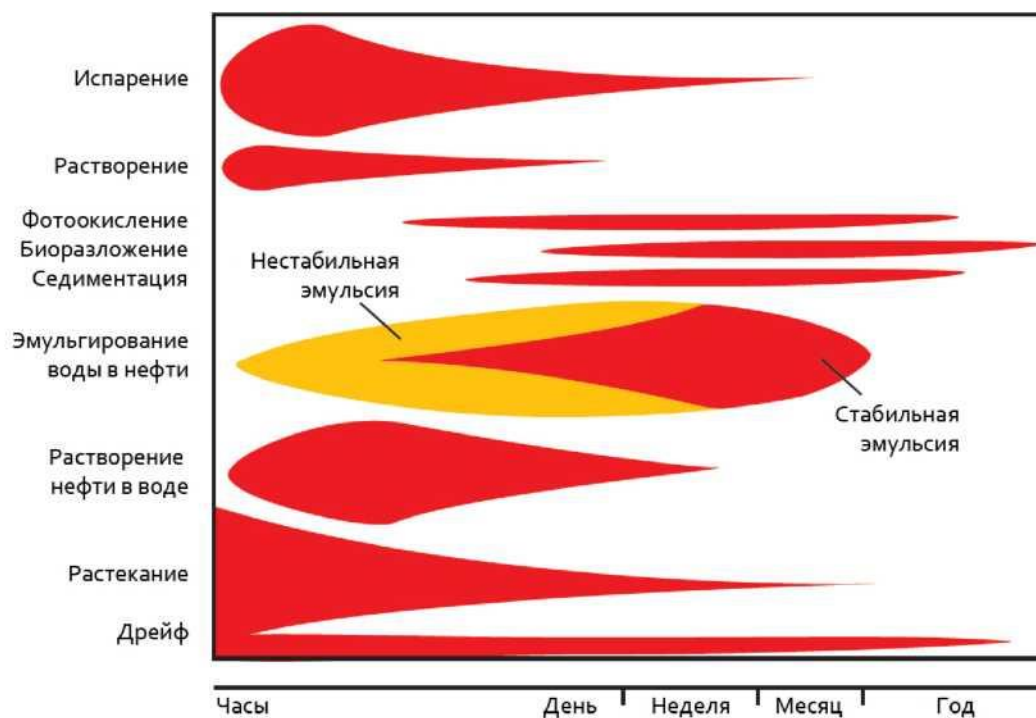 Испарение
Растворение
Фотоокисление
Биоразложение
Седиментация
Нестабильная
эмульсия
Эмульгирование
воды в нефти
Стабильная
эмульсия
Растворение
нефти в воде
Растекание
Дрейф
Часы День Неделя Месяц Год